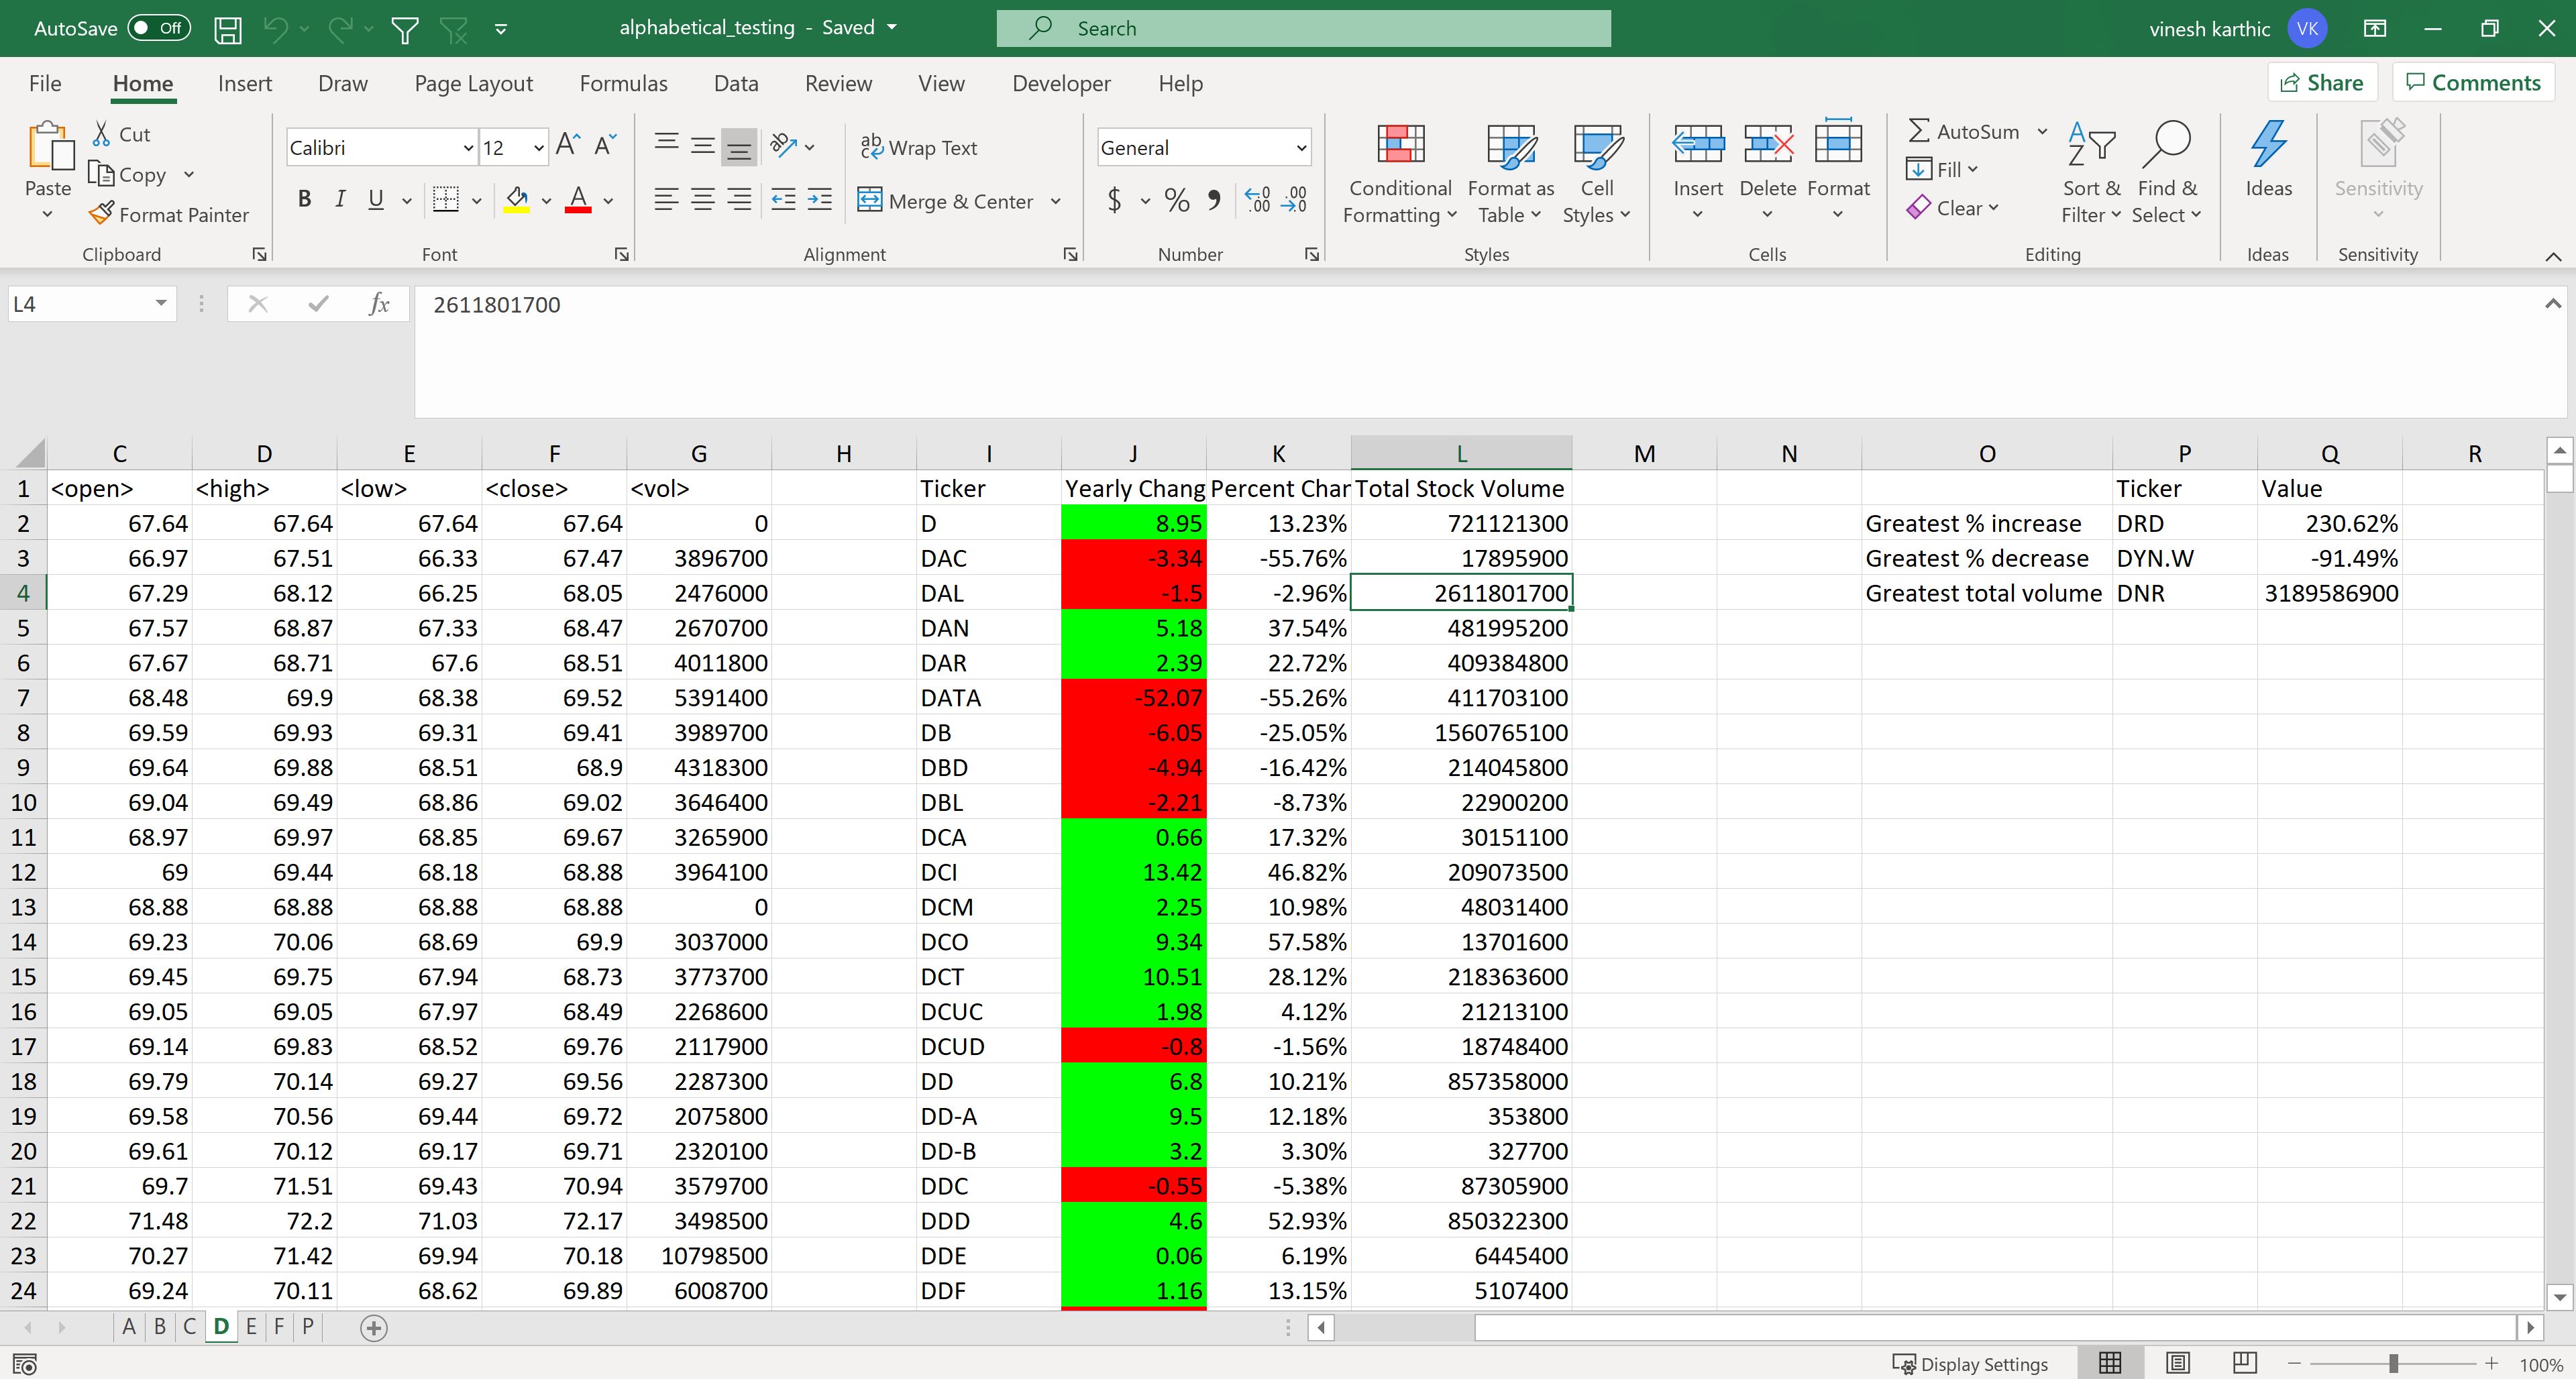 AutoSave Off alphabetical_testing - Saved Search vinesh karthic VK
File Home Insert Draw Page Layout Formulas Data Review View Developer Help Share Comments
Paste Cut Copy Format Painter
Clipboard
Calibri 12 B I U A
Font
Wrap Text
Merge & Center
Alignment
General
$ % 9
Number
Conditional Formatting Format as Table Cell Styles
Styles
Insert Delete Format
Cells
AutoSum Fill Clear Sort & Filter Find & Select
Editing
Ideas
Ideas
Sensitivity
Sensitivity
L4 fx 2611801700
C D E F G H I J K L M N O P Q R
1 <open> <high> <low> <close> <vol> Ticker Yearly Chang Percent Char Total Stock Volume Ticker Value
2 67.64 67.64 67.64 67.64 0 D 8.95 13.23% 721121300 Greatest % increase DRD 230.62%
3 66.97 67.51 66.33 67.47 3896700 DAC -3.34 -55.76% 17895900 Greatest % decrease DYN.W -91.49%
4 67.29 68.12 66.25 68.05 2476000 DAL -1.5 -2.96% 2611801700 Greatest total volume DNR 3189586900
5 67.57 68.87 67.33 68.47 2670700 DAN 5.18 37.54% 481995200
6 67.67 68.71 67.6 68.51 4011800 DAR 2.39 22.72% 409384800
7 68.48 69.9 68.38 69.52 5391400 DATA -52.07 -55.26% 411703100
8 69.59 69.93 69.31 69.41 3989700 DB -6.05 -25.05% 1560765100
9 69.64 69.88 68.51 68.9 4318300 DBD -4.94 -16.42% 214045800
10 69.04 69.49 68.86 69.02 3646400 DBL -2.21 -8.73% 22900200
11 68.97 69.97 68.85 69.67 3265900 DCA 0.66 17.32% 30151100
12 69 69.44 68.18 68.88 3964100 DCI 13.42 46.82% 209073500
13 68.88 68.88 68.88 68.88 0 DCM 2.25 10.98% 48031400
14 69.23 70.06 68.69 69.9 3037000 DCO 9.34 57.58% 13701600
15 69.45 69.75 67.94 68.73 3773700 DCT 10.51 28.12% 218363600
16 69.05 69.05 67.97 68.49 2268600 DCUC 1.98 4.12% 21213100
17 69.14 69.83 68.52 69.76 2117900 DCUD -0.8 -1.56% 18748400
18 69.79 70.14 69.27 69.56 2287300 DD 6.8 10.21% 857358000
19 69.58 70.56 69.44 69.72 2075800 DD-A 9.5 12.18% 353800
20 69.61 70.12 69.17 69.71 2320100 DD-B 3.2 3.30% 327700
21 69.7 71.51 69.43 70.94 3579700 DDC -0.55 -5.38% 87305900
22 71.48 72.2 71.03 72.17 3498500 DDD 4.6 52.93% 850322300
23 70.27 71.42 69.94 70.18 10798500 DDE 0.06 6.19% 6445400
24 69.24 70.11 68.62 69.89 6008700 DDF 1.16 13.15% 5107400
A B C D E F P
Display Settings 100%